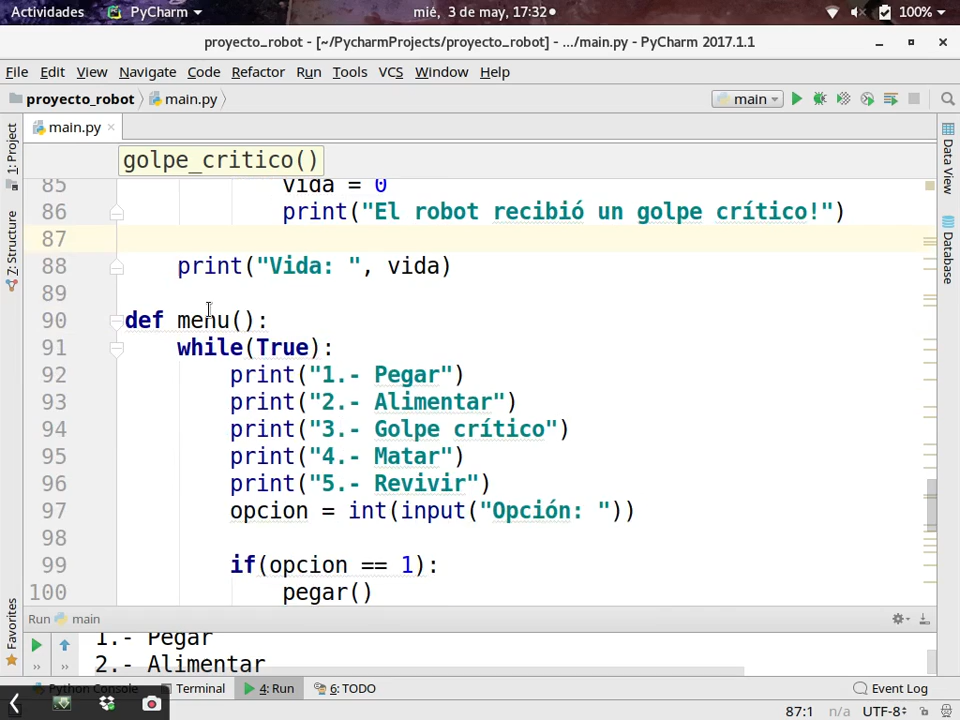 Actividades PyCharm mié, 3 de may, 17:32 100%
proyecto_robot - [~/PycharmProjects/proyecto_robot] - .../main.py - PyCharm 2017.1.1
File Edit View Navigate Code Refactor Run Tools VCS Window Help
proyecto_robot main.py main
main.py
1: Project
7: Structure
Favorites
Data View
Database
golpe_critico()
85 vida = 0
86 print("El robot recibió un golpe crítico!")
87
88 print("Vida: ", vida)
89
90 def menu():
91 while(True):
92 print("1.- Pegar")
93 print("2.- Alimentar")
94 print("3.- Golpe crítico")
95 print("4.- Matar")
96 print("5.- Revivir")
97 opcion = int(input("Opción: "))
98
99 if(opcion == 1):
100 pegar()
Run main
1.- Pegar
2.- Alimentar
Python Console Terminal 4: Run 6: TODO Event Log
87:1 n/a UTF-8